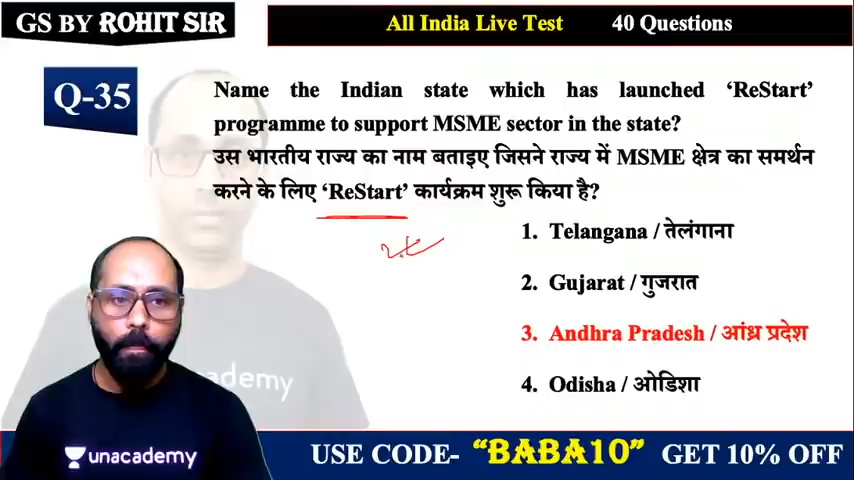 GS BY ROHIT SIR
All India Live Test 40 Questions
Q-35
Name the Indian state which has launched ‘ReStart’
programme to support MSME sector in the state?
उस भारतीय राज्य का नाम बताइए जिसने राज्य में MSME क्षेत्र का समर्थन
करने के लिए ‘ReStart’ कार्यक्रम शुरू किया है?
1. Telangana / तेलंगाना
2. Gujarat / गुजरात
3. Andhra Pradesh / आंध्र प्रदेश
4. Odisha / ओडिशा
ademy
unacademy
USE CODE- “BABA10” GET 10% OFF